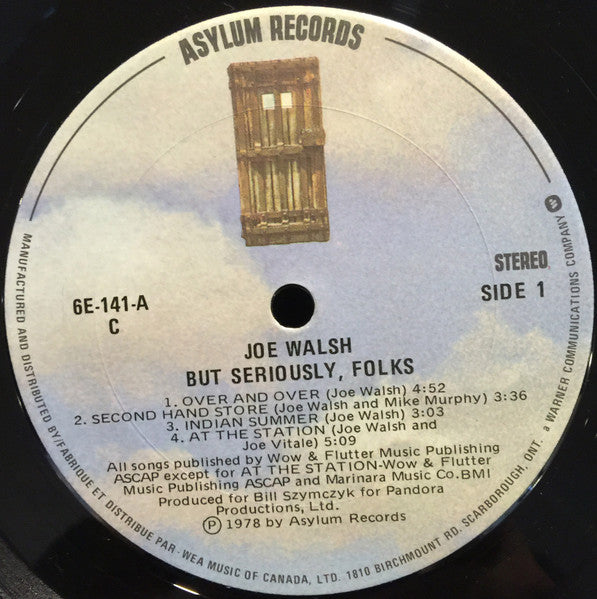 ASYLUM RECORDS
STEREO
6E-141-A
C
SIDE 1
JOE WALSH
BUT SERIOUSLY, FOLKS
1. OVER AND OVER (Joe Walsh) 4:52
2. SECOND HAND STORE (Joe Walsh and Mike Murphy) 3:36
3. INDIAN SUMMER (Joe Walsh) 3:03
4. AT THE STATION (Joe Walsh and
Joe Vitale) 5:09
All songs published by Wow & Flutter Music Publishing
ASCAP except for AT THE STATION-Wow & Flutter
Music Publishing ASCAP and Marinara Music Co.BMI
Produced for Bill Szymczyk for Pandora
Productions, Ltd.
Ⓟ 1978 by Asylum Records
MANUFACTURED AND DISTRIBUTED BY/FABRIQUE ET DISTRIBUE PAR - WEA MUSIC OF CANADA, LTD. 1810 BIRCHMOUNT RD. SCARBOROUGH, ONT. a WARNER COMMUNICATIONS COMPANY